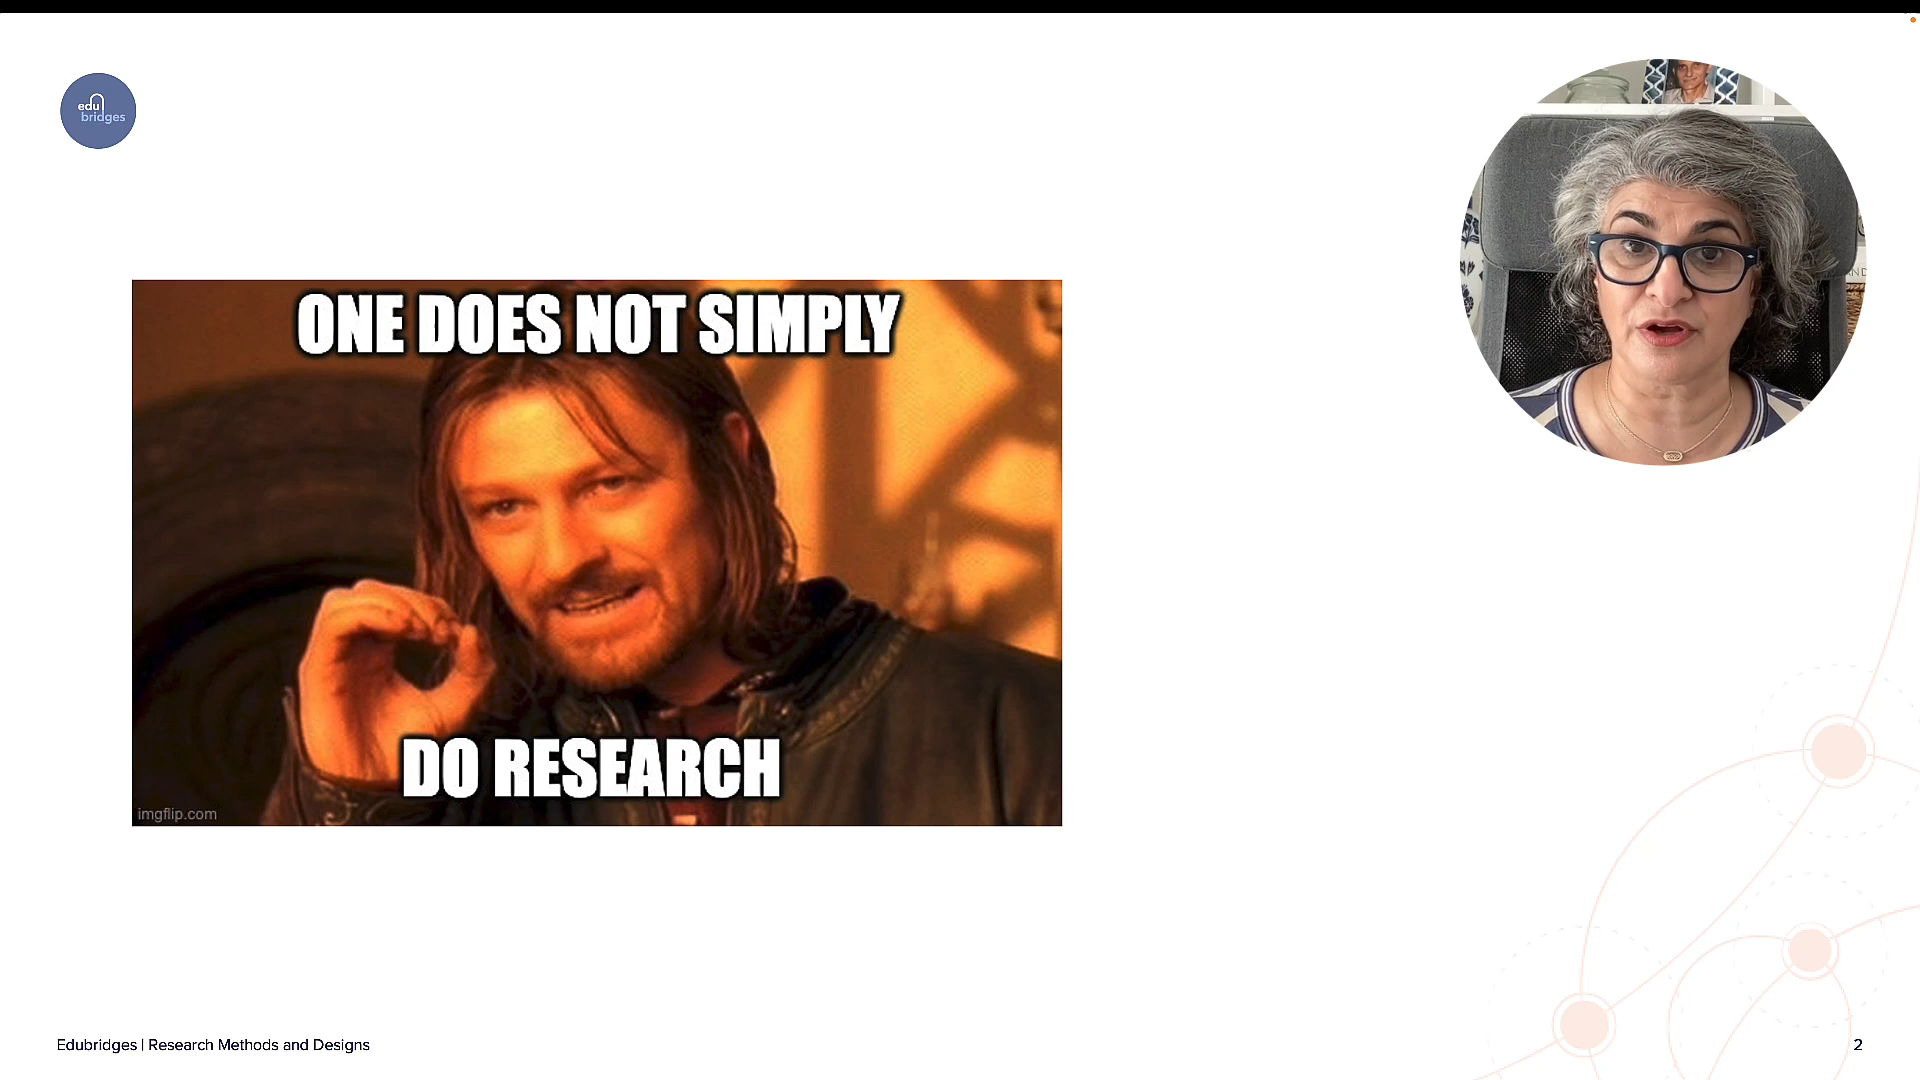 edu
bridges
ONE DOES NOT SIMPLY
DO RESEARCH
imgflip.com
Edubridges | Research Methods and Designs
2